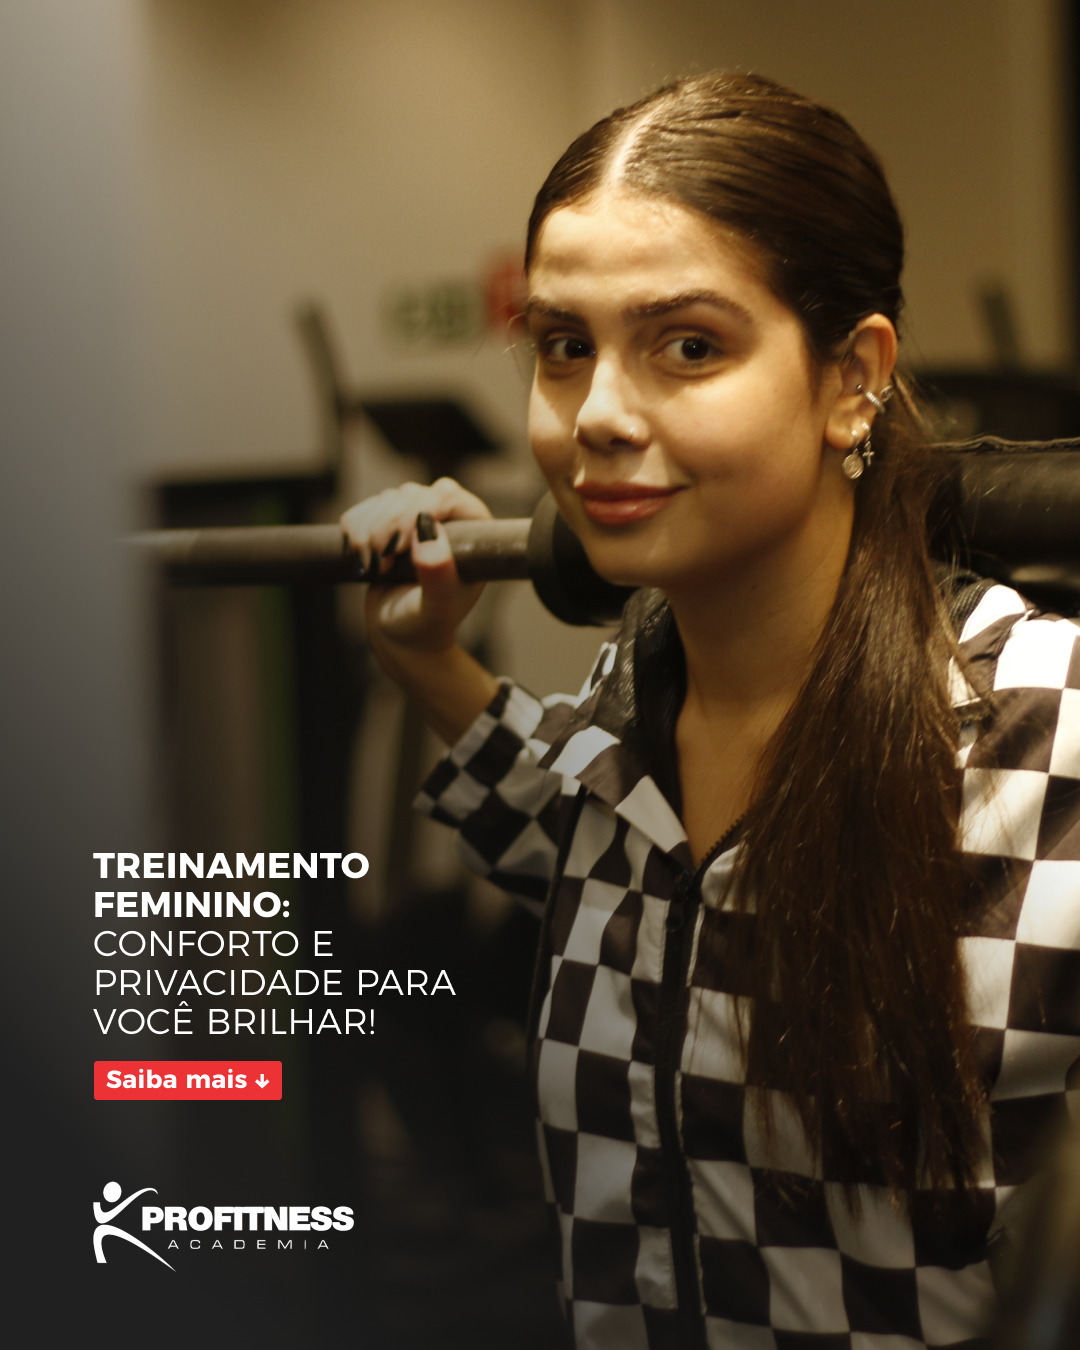 TREINAMENTO
FEMININO:
CONFORTO E
PRIVACIDADE PARA
VOCÊ BRILHAR!
Saiba mais ↓
PROFITNESS
ACADEMIA